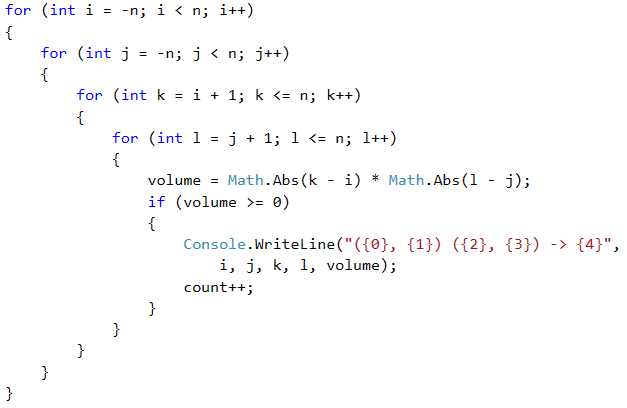 for (int i = -n; i < n; i++)
{
    for (int j = -n; j < n; j++)
    {
        for (int k = i + 1; k <= n; k++)
        {
            for (int l = j + 1; l <= n; l++)
            {
                volume = Math.Abs(k - i) * Math.Abs(l - j);
                if (volume >= 0)
                {
                    Console.WriteLine("({0}, {1}) ({2}, {3}) -> {4}",
                        i, j, k, l, volume);
                    count++;
                }
            }
        }
    }
}